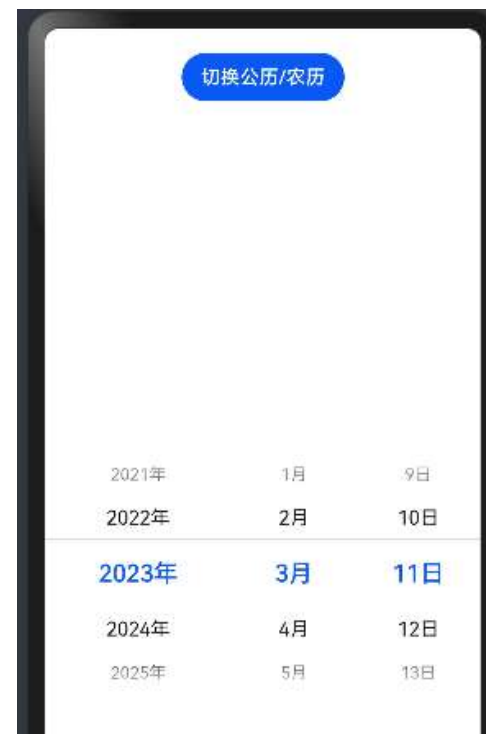 切换公历/农历
2021年 1月 9日
2022年 2月 10日
2023年 3月 11日
2024年 4月 12日
2025年 5月 13日